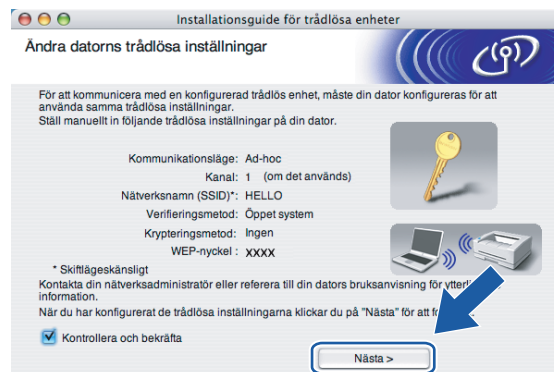 Installationsguide för trådlösa enheter
Ändra datorns trådlösa inställningar
För att kommunicera med en konfigurerad trådlös enhet, måste din dator konfigureras för att
använda samma trådlösa inställningar.
Ställ manuellt in följande trådlösa inställningar på din dator.
Kommunikationsläge: Ad-hoc
Kanal: 1 (om det används)
Nätverksnamn (SSID)*: HELLO
Verifieringsmetod: Öppet system
Krypteringsmetod: Ingen
WEP-nyckel : XXXX
* Skiftlägeskänsligt
Kontakta din nätverksadministratör eller referera till din dators bruksanvisning för
information.
När du har konfigurerat de trådlösa inställningarna klickar du på "Nästa" för att
Kontrollera och bekräfta
Nästa >